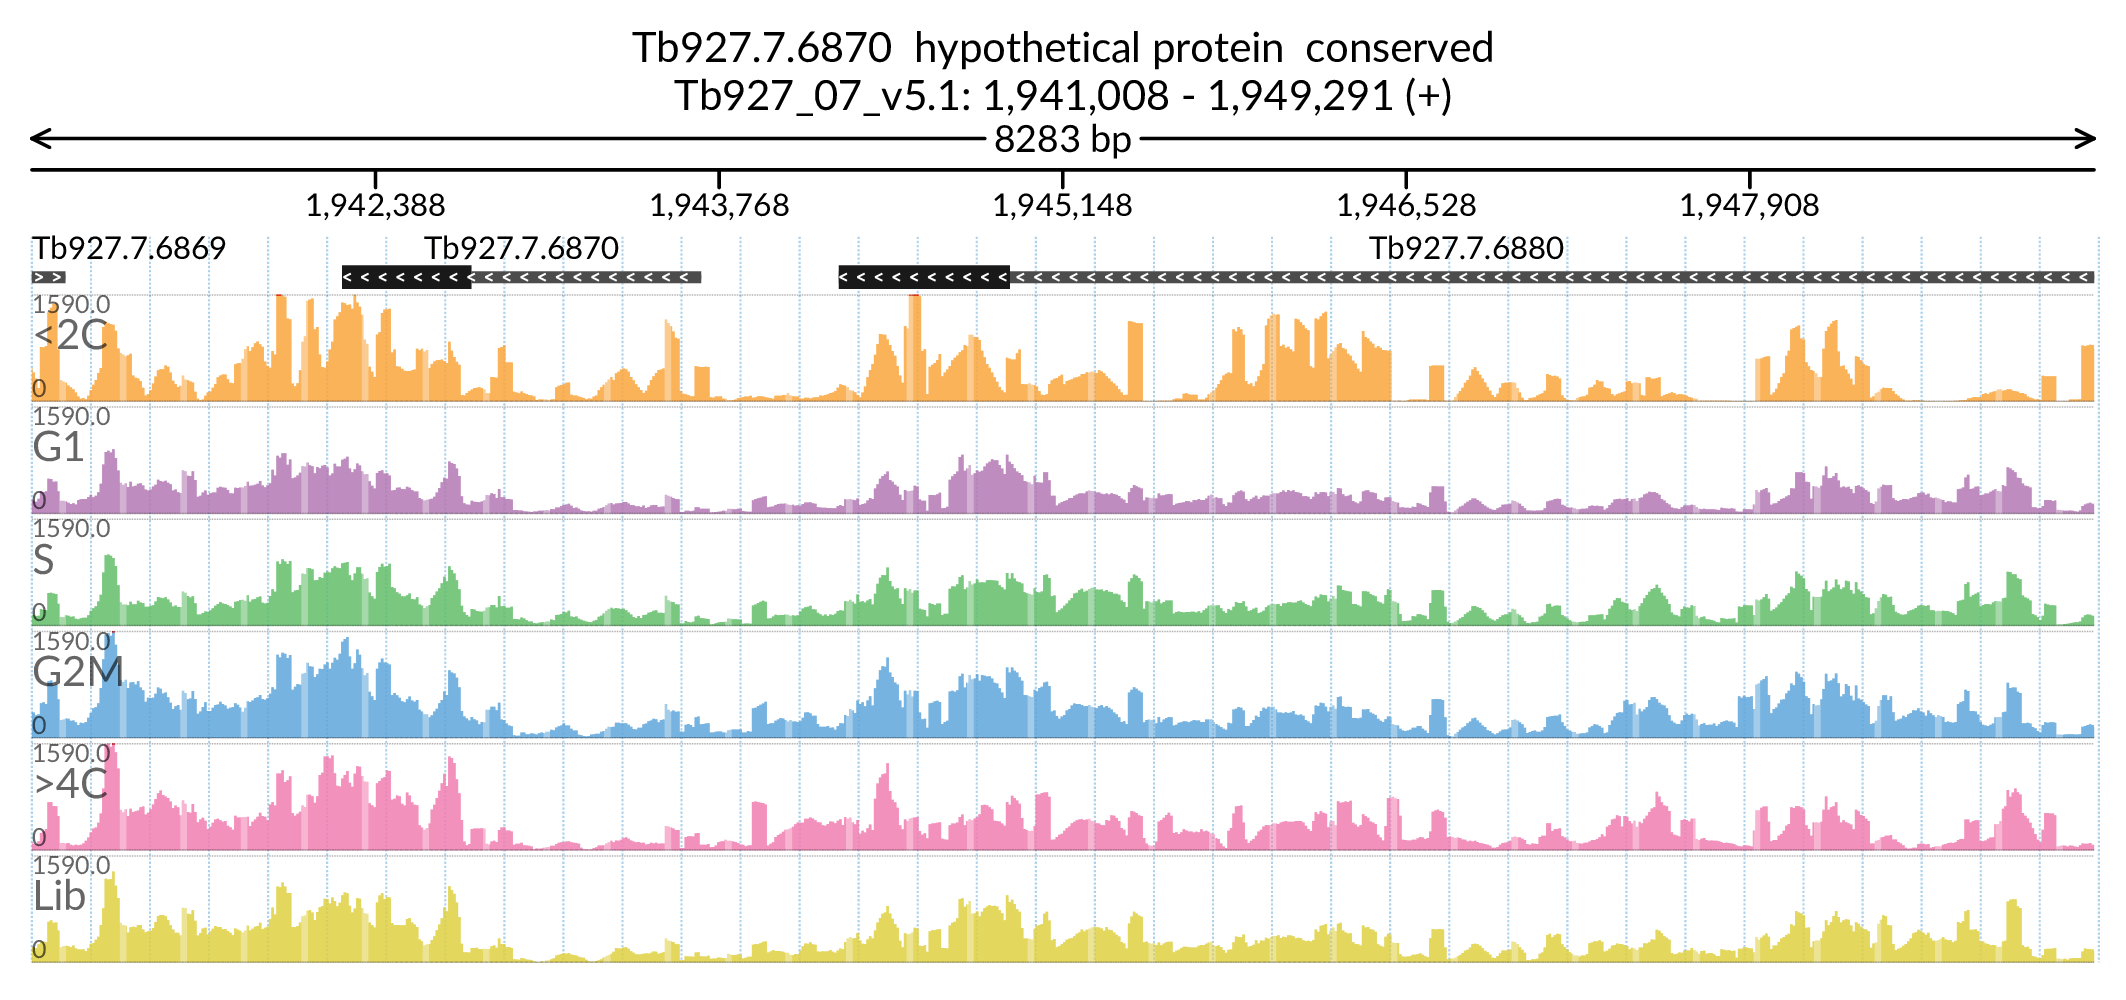 Tb927.7.6870  hypothetical protein  conserved
Tb927_07_v5.1: 1,941,008 - 1,949,291 (+)
8283 bp
1,942,388 1,943,768 1,945,148 1,946,528 1,947,908
Tb927.7.6869 Tb927.7.6870 Tb927.7.6880
1590.0
<2C
0
1590.0
G1
0
1590.0
S
0
1590.0
G2M
0
1590.0
>4C
0
1590.0
Lib
0